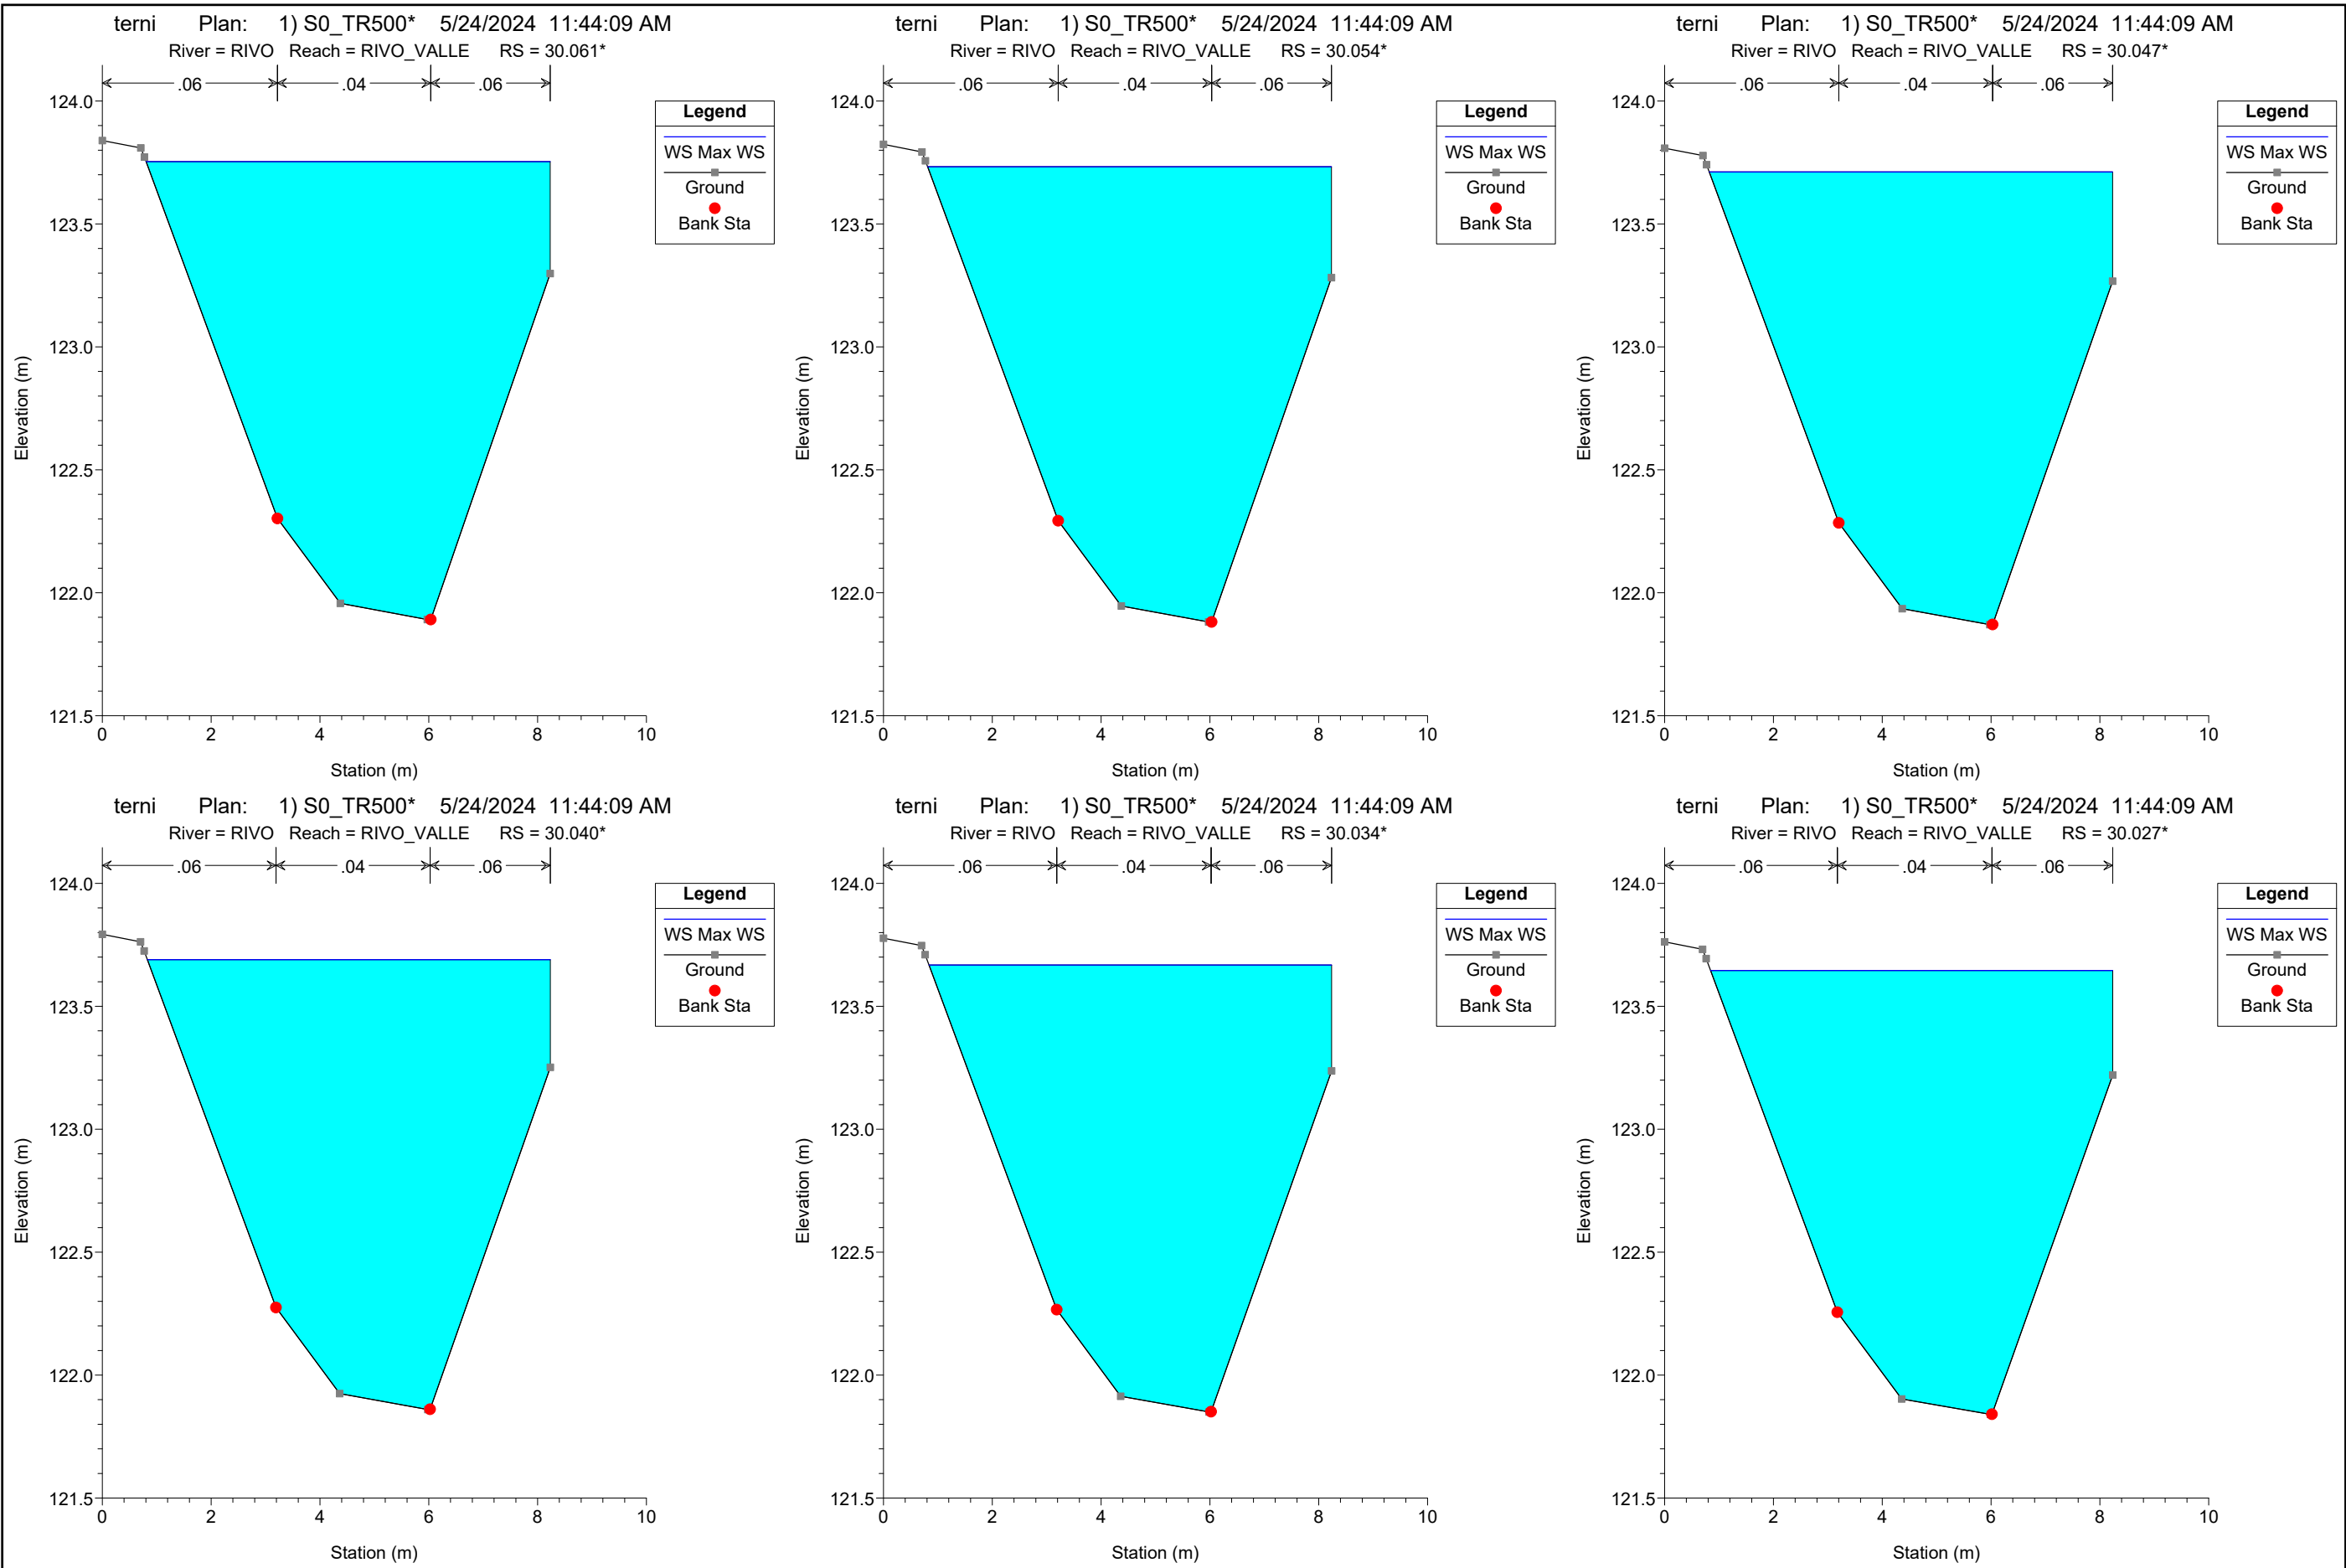 terni Plan: 1) S0_TR500* 5/24/2024 11:44:09 AM
River = RIVO Reach = RIVO_VALLE RS = 30.061*
.06 .04 .06
124.0
123.5
123.0
122.5
122.0
121.5
0 2 4 6 8 10
Station (m)
Elevation (m)
Legend
WS Max WS
Ground
Bank Sta
terni Plan: 1) S0_TR500* 5/24/2024 11:44:09 AM
River = RIVO Reach = RIVO_VALLE RS = 30.054*
.06 .04 .06
124.0
123.5
123.0
122.5
122.0
121.5
0 2 4 6 8 10
Station (m)
Elevation (m)
Legend
WS Max WS
Ground
Bank Sta
terni Plan: 1) S0_TR500* 5/24/2024 11:44:09 AM
River = RIVO Reach = RIVO_VALLE RS = 30.047*
.06 .04 .06
124.0
123.5
123.0
122.5
122.0
121.5
0 2 4 6 8 10
Station (m)
Elevation (m)
Legend
WS Max WS
Ground
Bank Sta
terni Plan: 1) S0_TR500* 5/24/2024 11:44:09 AM
River = RIVO Reach = RIVO_VALLE RS = 30.040*
.06 .04 .06
124.0
123.5
123.0
122.5
122.0
121.5
0 2 4 6 8 10
Station (m)
Elevation (m)
Legend
WS Max WS
Ground
Bank Sta
terni Plan: 1) S0_TR500* 5/24/2024 11:44:09 AM
River = RIVO Reach = RIVO_VALLE RS = 30.034*
.06 .04 .06
124.0
123.5
123.0
122.5
122.0
121.5
0 2 4 6 8 10
Station (m)
Elevation (m)
Legend
WS Max WS
Ground
Bank Sta
terni Plan: 1) S0_TR500* 5/24/2024 11:44:09 AM
River = RIVO Reach = RIVO_VALLE RS = 30.027*
.06 .04 .06
124.0
123.5
123.0
122.5
122.0
121.5
0 2 4 6 8 10
Station (m)
Elevation (m)
Legend
WS Max WS
Ground
Bank Sta